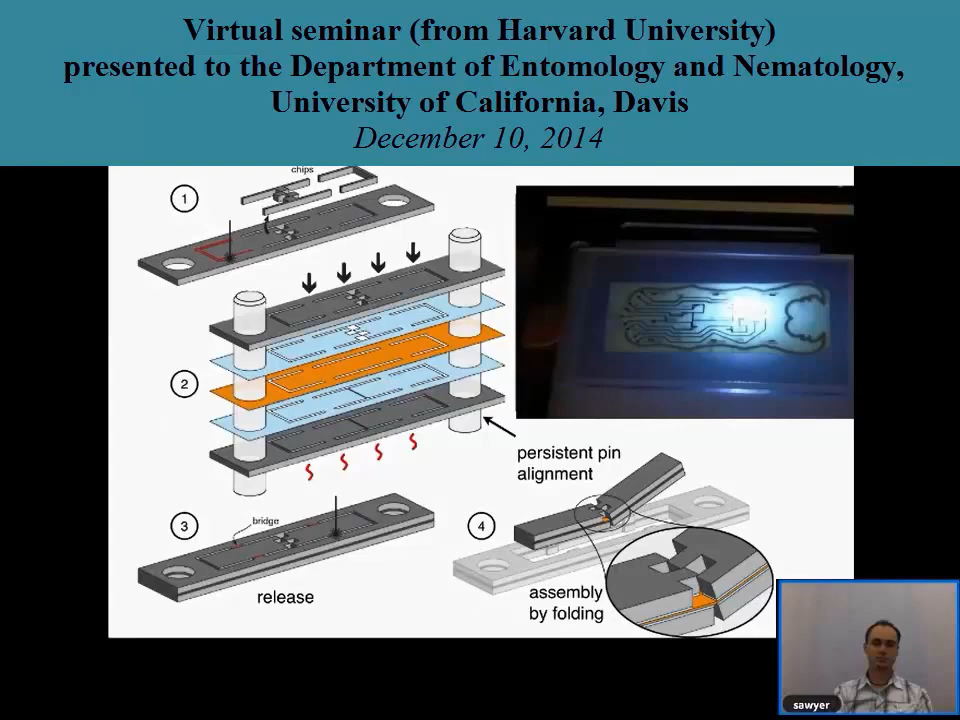 Virtual seminar (from Harvard University)
presented to the Department of Entomology and Nematology,
University of California, Davis
December 10, 2014
chips
1
2
persistent pin
alignment
3
bridge
4
release
assembly
by folding
sawyer